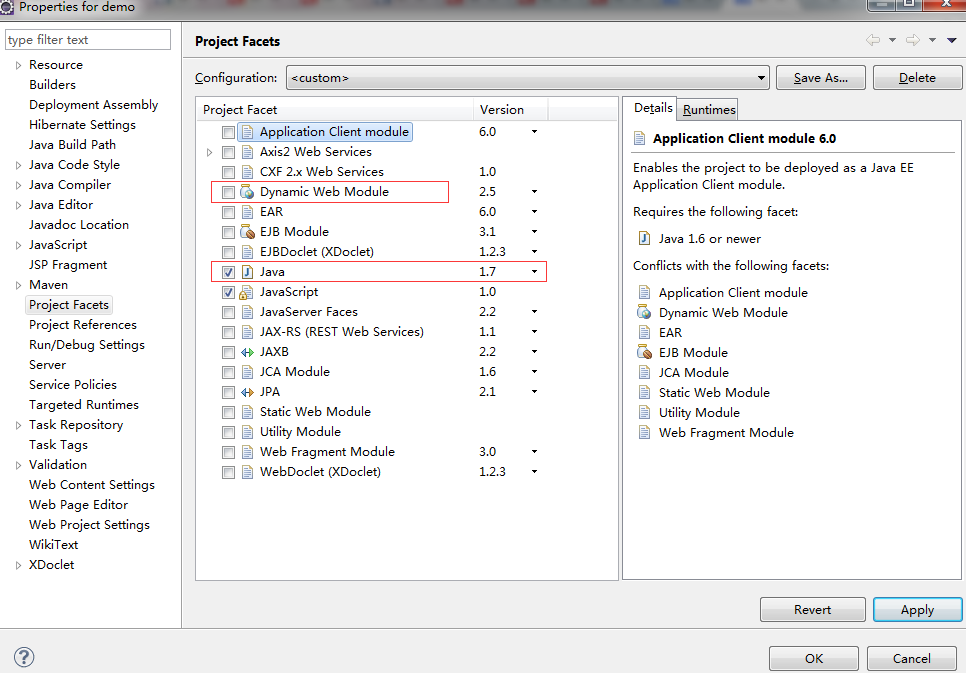 Properties for demo
type filter text
Resource
Builders
Deployment Assembly
Hibernate Settings
Java Build Path
Java Code Style
Java Compiler
Java Editor
Javadoc Location
JavaScript
JSP Fragment
Maven
Project Facets
Project References
Run/Debug Settings
Server
Service Policies
Targeted Runtimes
Task Repository
Task Tags
Validation
Web Content Settings
Web Page Editor
Web Project Settings
WikiText
XDoclet
Project Facets
Configuration: <custom> Save As... Delete
Project Facet Version
Application Client module 6.0
Axis2 Web Services
CXF 2.x Web Services 1.0
Dynamic Web Module 2.5
EAR 6.0
EJB Module 3.1
EJBDoclet (XDoclet) 1.2.3
Java 1.7
JavaScript 1.0
JavaServer Faces 2.2
JAX-RS (REST Web Services) 1.1
JAXB 2.2
JCA Module 1.6
JPA 2.1
Static Web Module
Utility Module
Web Fragment Module 3.0
WebDoclet (XDoclet) 1.2.3
Details Runtimes
Application Client module 6.0
Enables the project to be deployed as a Java EE
Application Client module.
Requires the following facet:
Java 1.6 or newer
Conflicts with the following facets:
Application Client module
Dynamic Web Module
EAR
EJB Module
JCA Module
Static Web Module
Utility Module
Web Fragment Module
Revert Apply
OK Cancel